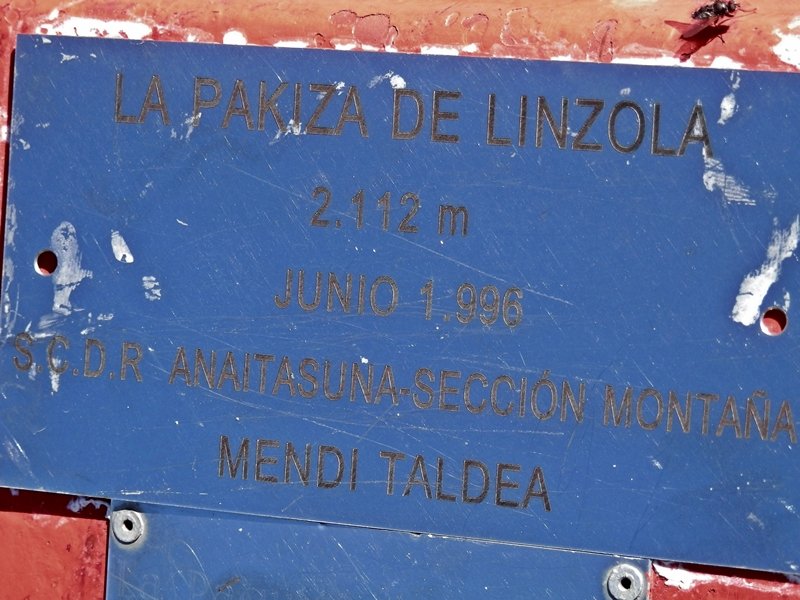 LA PAKIZA DE LINZOLA
2.112 m
JUNIO 1.996
S.C.D.R ANAITASUNA-SECCIÓN MONTAÑA
MENDI TALDEA